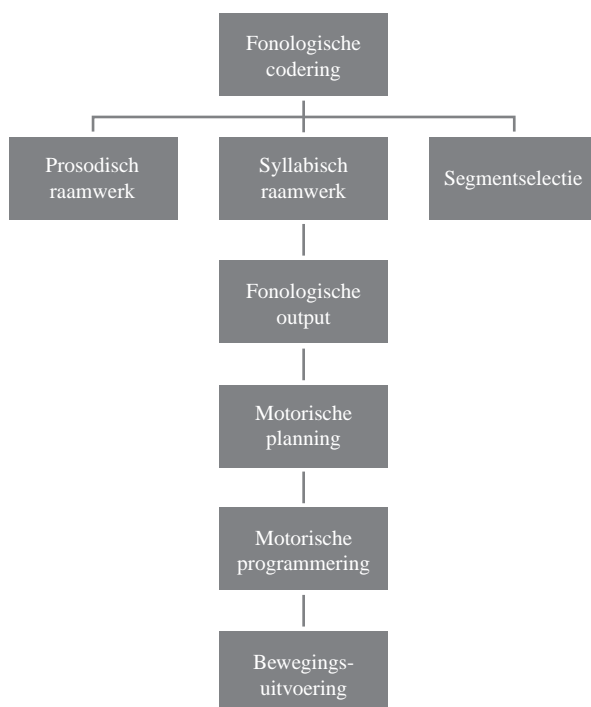 Fonologische
codering
Prosodisch
raamwerk
Syllabisch
raamwerk
Segmentselectie
Fonologische
output
Motorische
planning
Motorische
programmering
Bewegings-
uitvoering